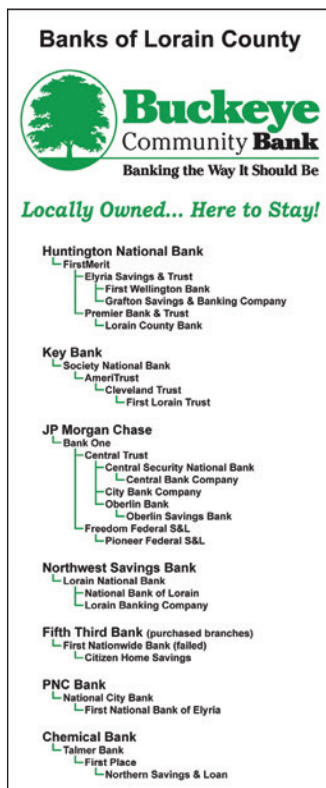 Banks of Lorain County
Buckeye
Community Bank
Banking the Way It Should Be
Locally Owned... Here to Stay!
Huntington National Bank
FirstMerit
Elyria Savings & Trust
First Wellington Bank
Grafton Savings & Banking Company
Premier Bank & Trust
Lorain County Bank
Key Bank
Society National Bank
AmeriTrust
Cleveland Trust
First Lorain Trust
JP Morgan Chase
Bank One
Central Trust
Central Security National Bank
Central Bank Company
City Bank Company
Oberlin Bank
Oberlin Savings Bank
Freedom Federal S&L
Pioneer Federal S&L
Northwest Savings Bank
Lorain National Bank
National Bank of Lorain
Lorain Banking Company
Fifth Third Bank (purchased branches)
First Nationwide Bank (failed)
Citizen Home Savings
PNC Bank
National City Bank
First National Bank of Elyria
Chemical Bank
Talmer Bank
First Place
Northern Savings & Loan